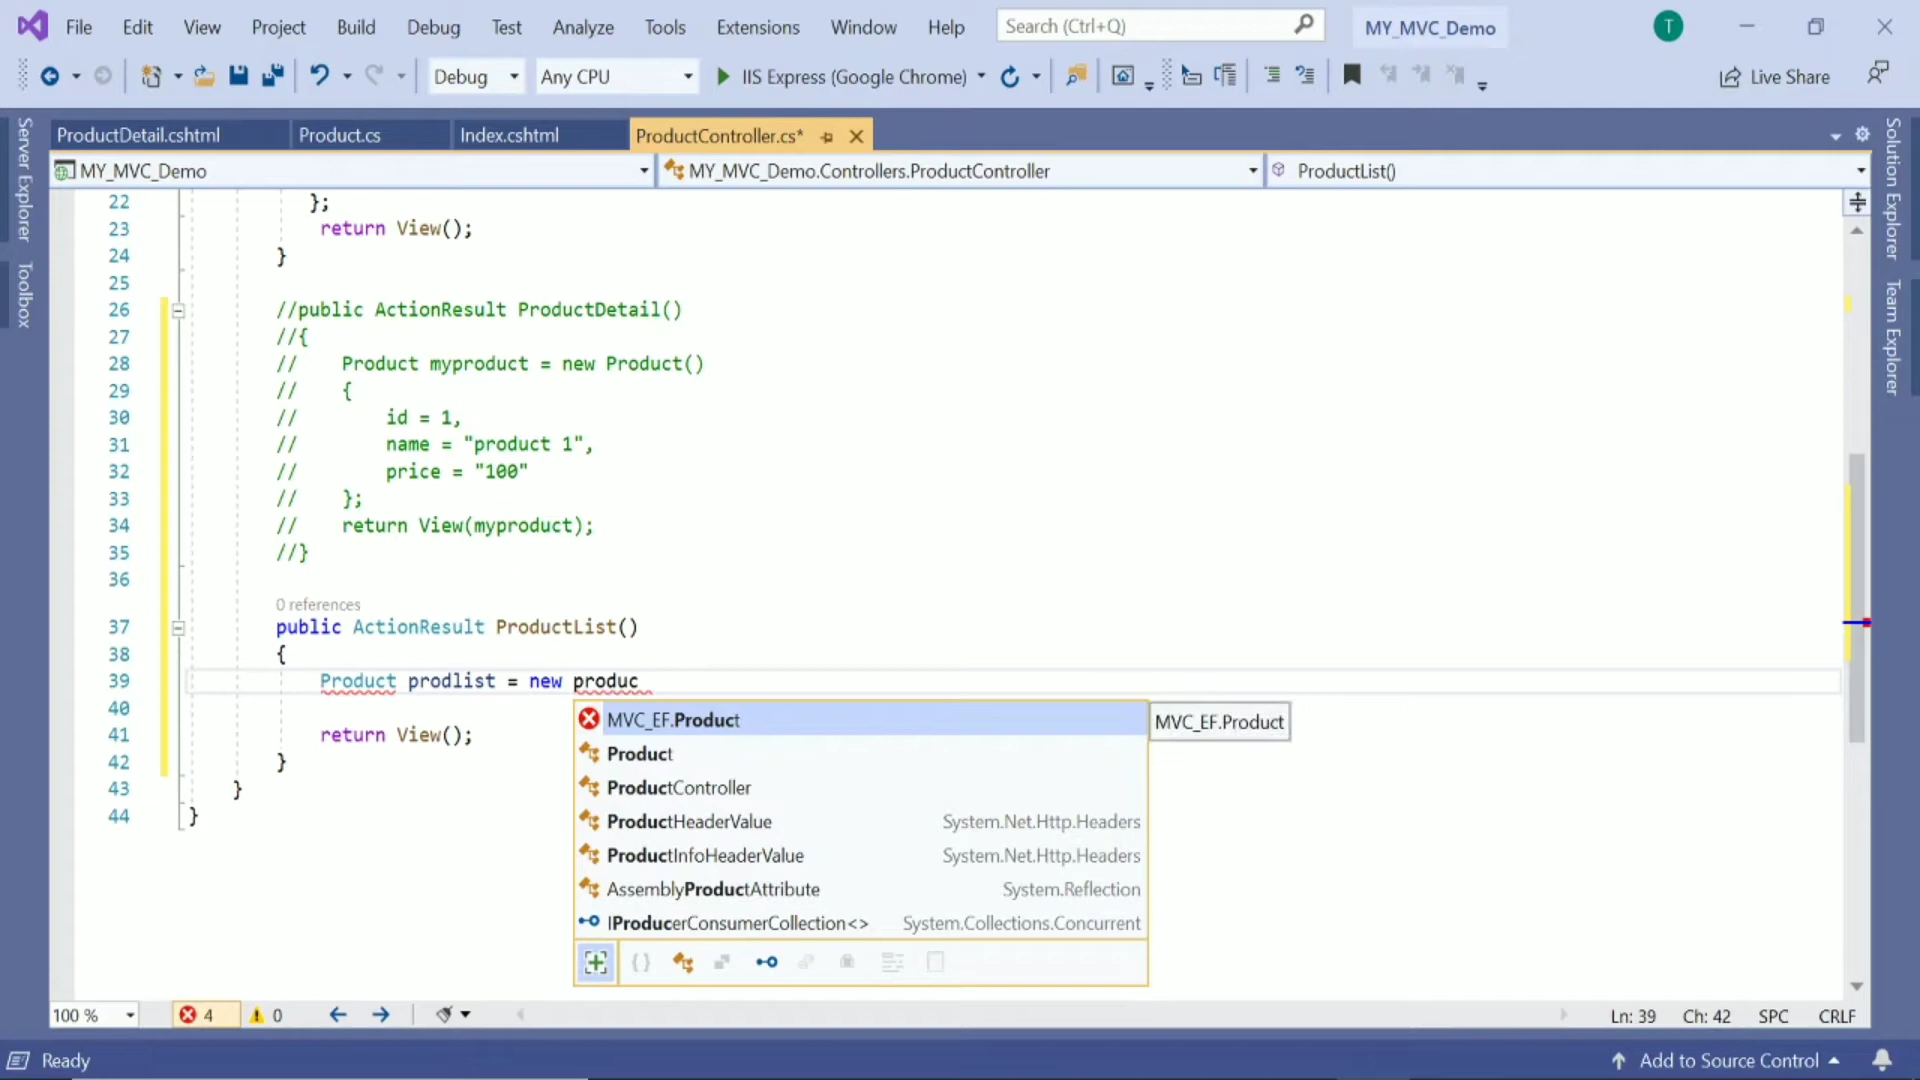 File Edit View Project Build Debug Test Analyze Tools Extensions Window Help Search (Ctrl+Q) MY_MVC_Demo T
Debug Any CPU IIS Express (Google Chrome) Live Share
ProductDetail.cshtml Product.cs Index.cshtml ProductController.cs*
MY_MVC_Demo MY_MVC_Demo.Controllers.ProductController ProductList()
Server Explorer
Toolbox
Solution Explorer
Team Explorer
22 };
23 return View();
24 }
25
26 //public ActionResult ProductDetail()
27 //{
28 // Product myproduct = new Product()
29 // {
30 // id = 1,
31 // name = "product 1",
32 // price = "100"
33 // };
34 // return View(myproduct);
35 //}
36
0 references
37 public ActionResult ProductList()
38 {
39 Product prodlist = new produc
40
41 return View();
42 }
43 }
44 }
MVC_EF.Product MVC_EF.Product
Product
ProductController
ProductHeaderValue System.Net.Http.Headers
ProductInfoHeaderValue System.Net.Http.Headers
AssemblyProductAttribute System.Reflection
IProducerConsumerCollection<> System.Collections.Concurrent
100 % 4 0 Ln: 39 Ch: 42 SPC CRLF
Ready Add to Source Control